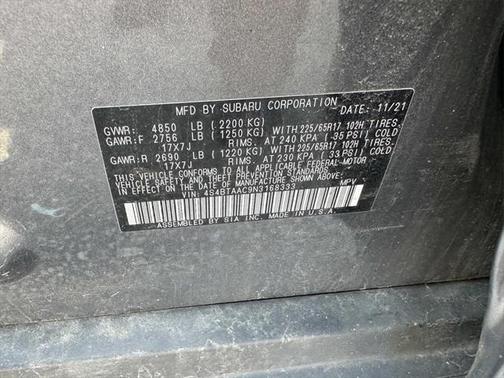 MFD BY SUBARU CORPORATION DATE: 11/21
GVWR: 4850 LB (2200 KG)
GAWR:F 2756 LB (1250 KG) WITH 225/65R17 102H TIRES,
17X7J RIMS, AT 240 KPA (35 PSI) COLD
GAWR:R 2690 LB (1220 KG) WITH 225/65R17 102H TIRES,
17X7J RIMS, AT 230 KPA (33 PSI) COLD
THIS VEHICLE CONFORMS TO ALL APPLICABLE FEDERAL MOTOR
VEHICLE SAFETY AND THEFT PREVENTION STANDARDS IN EFFECT
ON THE DATE OF MANUFACTURE SHOWN ABOVE.
VIN: 4S4BTAAC9N3168333 MPV
ASSEMBLED BY SIA INC. MADE IN U.S.A.